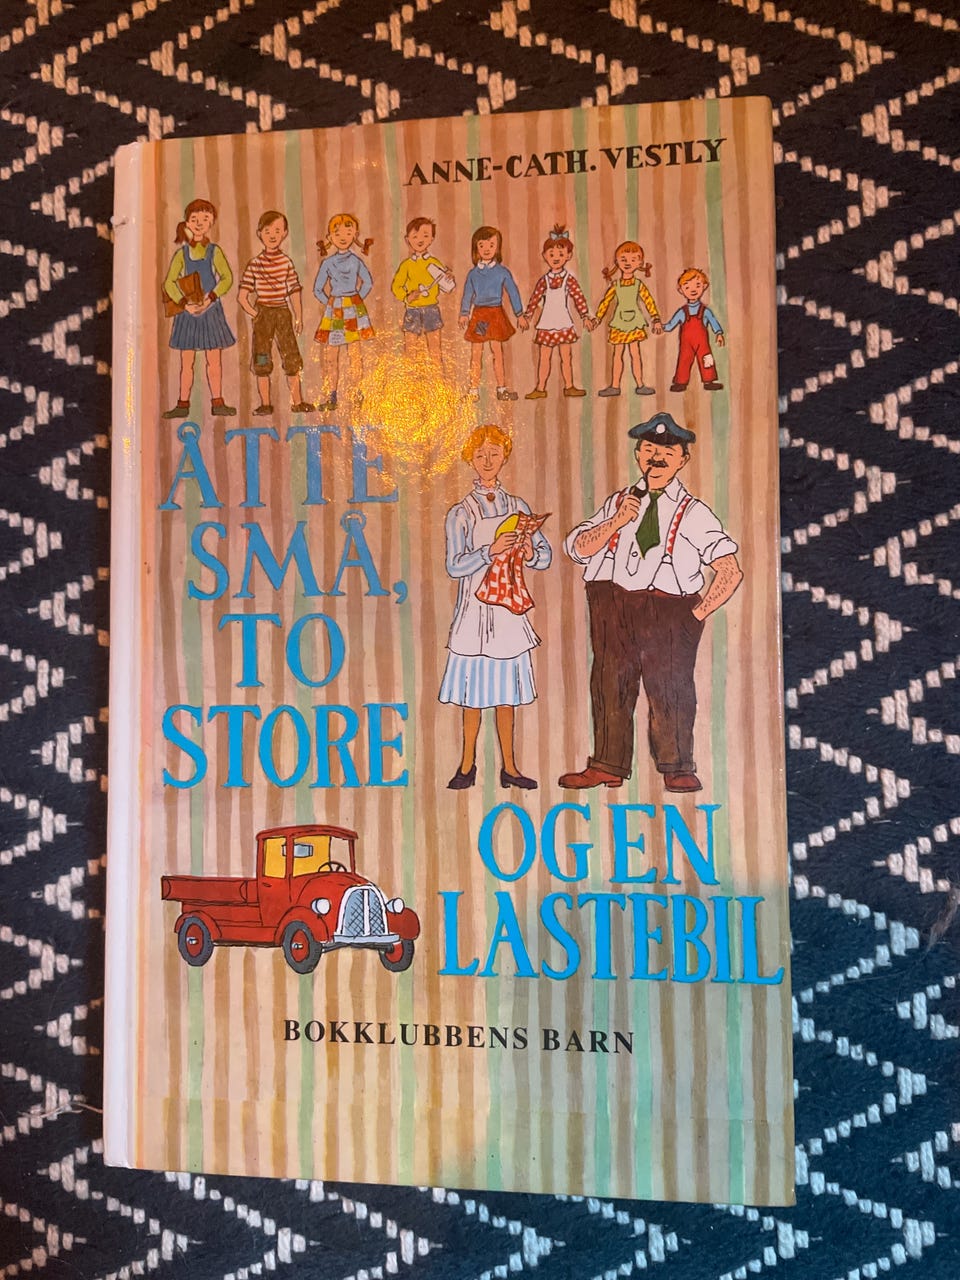 ANNE-CATH. VESTLY
ÅTTE
SMÅ,
TO
STORE
OG EN
LASTEBIL
BOKKLUBBENS BARN